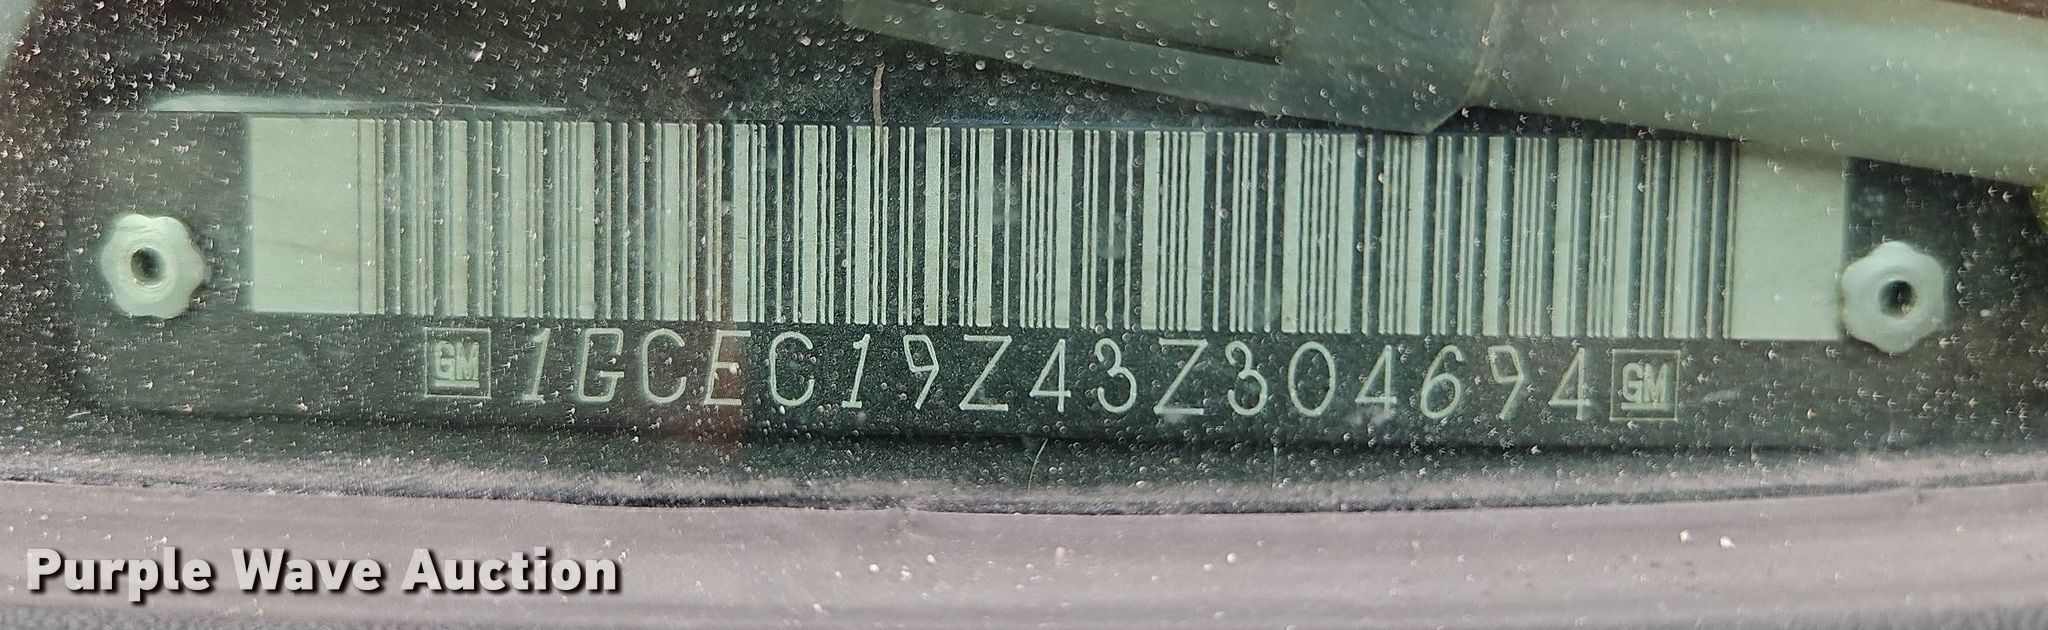 GM 1GCEC19Z43Z304694 GM
Purple Wave Auction